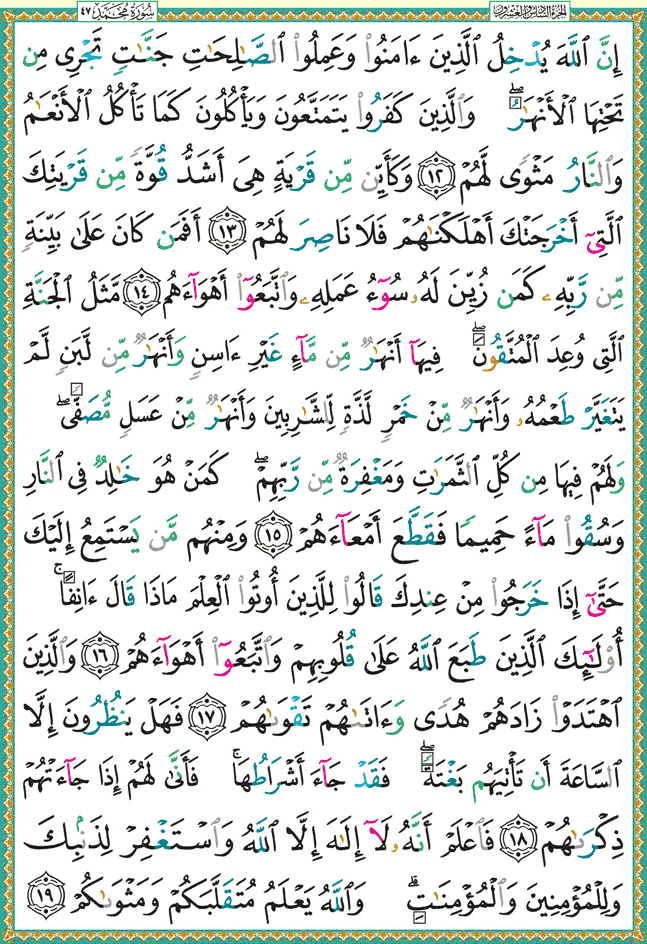 سُورَةُ مُحَمَّد ٤٧
الجزء السادس والعشرون
إِنَّ ٱللَّهَ يُدْخِلُ ٱلَّذِينَ ءَامَنُوا۟ وَعَمِلُوا۟ ٱلصَّـٰلِحَـٰتِ جَنَّـٰتٍ تَجْرِى مِن
تَحْتِهَا ٱلْأَنْهَـٰرُ ۖ وَٱلَّذِينَ كَفَرُوا۟ يَتَمَتَّعُونَ وَيَأْكُلُونَ كَمَا تَأْكُلُ ٱلْأَنْعَـٰمُ
وَٱلنَّارُ مَثْوًى لَّهُمْ ١٢ وَكَأَيِّن مِّن قَرْيَةٍ هِىَ أَشَدُّ قُوَّةً مِّن قَرْيَتِكَ
ٱلَّتِىٓ أَخْرَجَتْكَ أَهْلَكْنَـٰهُمْ فَلَا نَاصِرَ لَهُمْ ١٣ أَفَمَن كَانَ عَلَىٰ بَيِّنَةٍ
مِّن رَّبِّهِۦ كَمَن زُيِّنَ لَهُۥ سُوٓءُ عَمَلِهِۦ وَٱتَّبَعُوٓا۟ أَهْوَآءَهُم ١٤ مَّثَلُ ٱلْجَنَّةِ
ٱلَّتِى وُعِدَ ٱلْمُتَّقُونَ ۖ فِيهَآ أَنْهَـٰرٌ مِّن مَّآءٍ غَيْرِ ءَاسِنٍ وَأَنْهَـٰرٌ مِّن لَّبَنٍ لَّمْ
يَتَغَيَّرْ طَعْمُهُۥ وَأَنْهَـٰرٌ مِّنْ خَمْرٍ لَّذَّةٍ لِّلشَّـٰرِبِينَ وَأَنْهَـٰرٌ مِّنْ عَسَلٍ مُّصَفًّى ۖ
وَلَهُمْ فِيهَا مِن كُلِّ ٱلثَّمَرَٰتِ وَمَغْفِرَةٌ مِّن رَّبِّهِمْ ۖ كَمَنْ هُوَ خَـٰلِدٌ فِى ٱلنَّارِ
وَسُقُوا۟ مَآءً حَمِيمًا فَقَطَّعَ أَمْعَآءَهُمْ ١٥ وَمِنْهُم مَّن يَسْتَمِعُ إِلَيْكَ
حَتَّىٰٓ إِذَا خَرَجُوا۟ مِنْ عِندِكَ قَالُوا۟ لِلَّذِينَ أُوتُوا۟ ٱلْعِلْمَ مَاذَا قَالَ ءَانِفًا ۚ
أُو۟لَـٰٓئِكَ ٱلَّذِينَ طَبَعَ ٱللَّهُ عَلَىٰ قُلُوبِهِمْ وَٱتَّبَعُوٓا۟ أَهْوَآءَهُمْ ١٦ وَٱلَّذِينَ
ٱهْتَدَوْا۟ زَادَهُمْ هُدًى وَءَاتَىٰهُمْ تَقْوَىٰهُمْ ١٧ فَهَلْ يَنظُرُونَ إِلَّا
ٱلسَّاعَةَ أَن تَأْتِيَهُم بَغْتَةً ۖ فَقَدْ جَآءَ أَشْرَاطُهَا ۚ فَأَنَّىٰ لَهُمْ إِذَا جَآءَتْهُمْ
ذِكْرَىٰهُمْ ١٨ فَٱعْلَمْ أَنَّهُۥ لَآ إِلَـٰهَ إِلَّا ٱللَّهُ وَٱسْتَغْفِرْ لِذَنۢبِكَ
وَلِلْمُؤْمِنِينَ وَٱلْمُؤْمِنَـٰتِ ۗ وَٱللَّهُ يَعْلَمُ مُتَقَلَّبَكُمْ وَمَثْوَىٰكُمْ ١٩